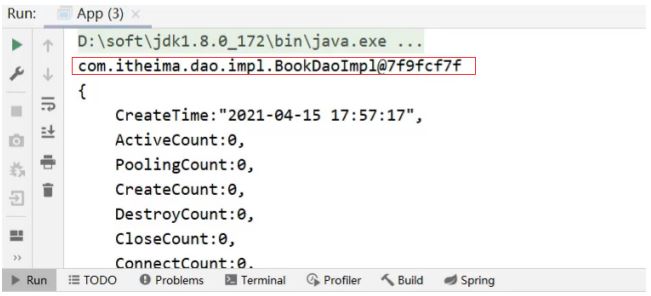 Run: App (3) ×
D:\soft\jdk1.8.0_172\bin\java.exe ...
com.itheima.dao.impl.BookDaoImpl@7f9fcf7f
{
CreateTime:"2021-04-15 17:57:17",
ActiveCount:0,
PoolingCount:0,
CreateCount:0,
DestroyCount:0,
CloseCount:0,
ConnectCount:0,
Run TODO Problems Terminal Profiler Build Spring